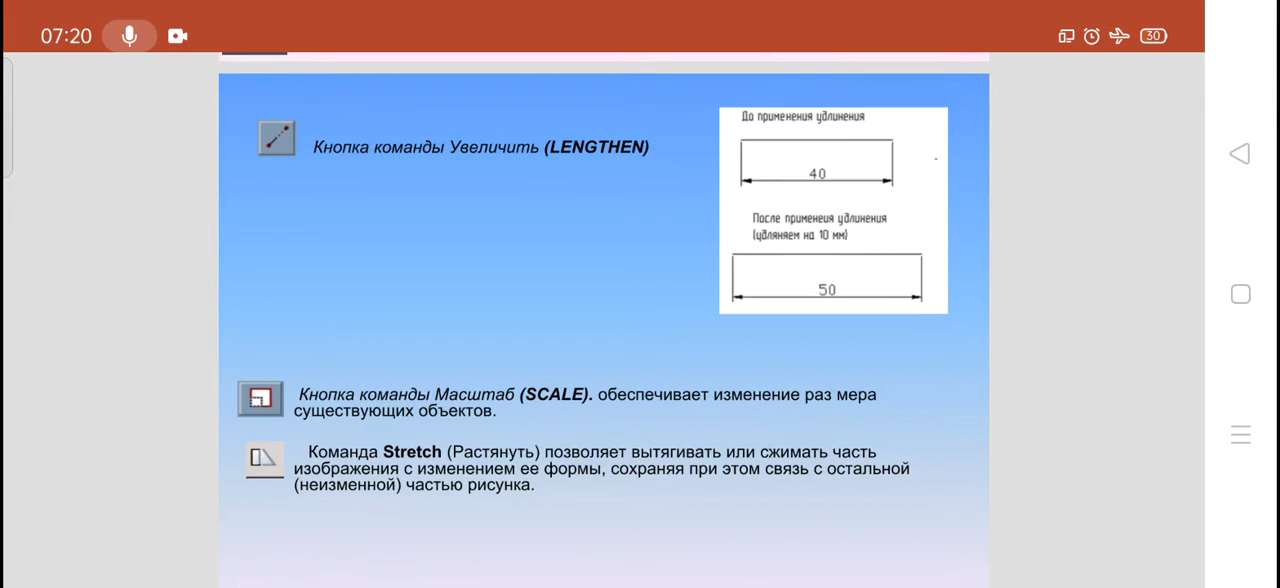 07:20
30
Кнопка команды Увеличить (LENGTHEN)
До применения удлинения
40
После применеия удлинения
(удляняем на 10 мм)
50
Кнопка команды Масштаб (SCALE). обеспечивает изменение раз мера
существующих объектов.
Команда Stretch (Растянуть) позволяет вытягивать или сжимать часть
изображения с изменением ее формы, сохраняя при этом связь с остальной
(неизменной) частью рисунка.